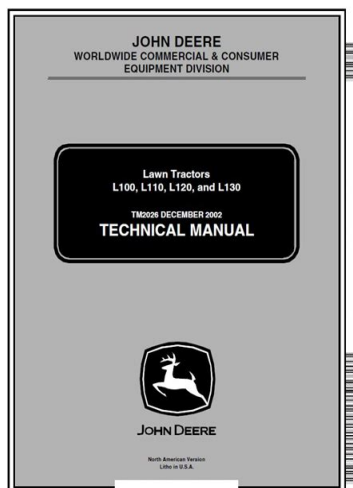 JOHN DEERE
WORLDWIDE COMMERCIAL & CONSUMER
EQUIPMENT DIVISION
Lawn Tractors
L100, L110, L120, and L130
TM2026 DECEMBER 2002
TECHNICAL MANUAL
JOHN DEERE
North American Version
Litho in U.S.A.